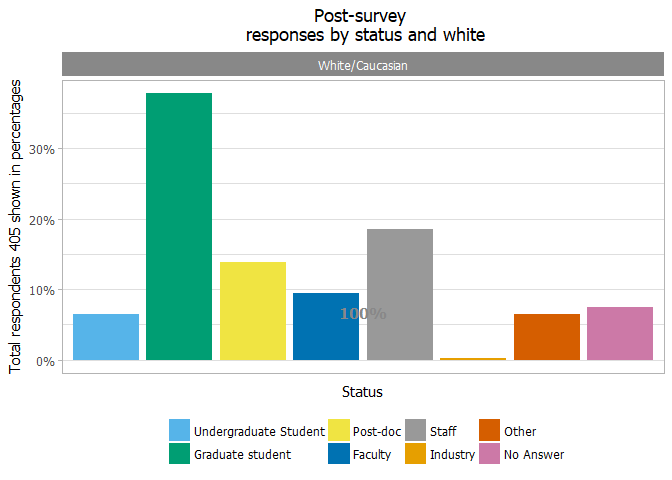 Post-survey
responses by status and white
White/Caucasian
Total respondents 405 shown in percentages
30%
20%
10%
0%
100%
Status
Undergraduate Student
Post-doc
Staff
Other
Graduate student
Faculty
Industry
No Answer